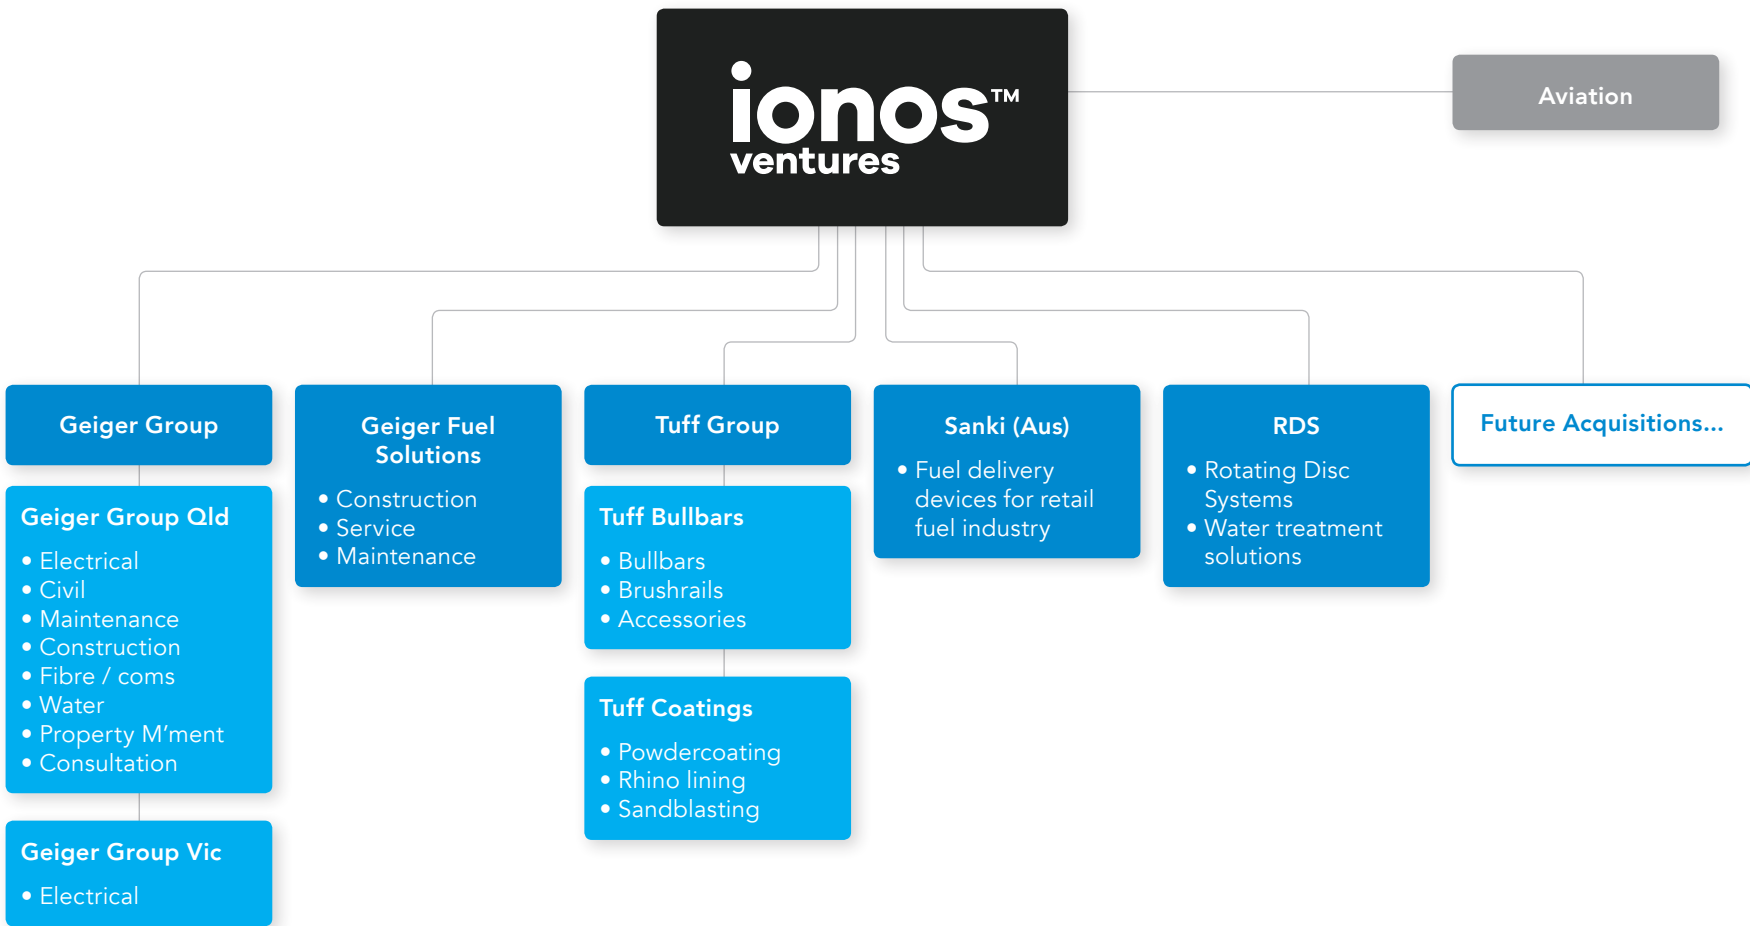 ionos™
ventures
Aviation
Geiger Group
Geiger Group Qld
• Electrical
• Civil
• Maintenance
• Construction
• Fibre / coms
• Water
• Property M’ment
• Consultation
Geiger Group Vic
• Electrical
Geiger Fuel
Solutions
• Construction
• Service
• Maintenance
Tuff Group
Tuff Bullbars
• Bullbars
• Brushrails
• Accessories
Tuff Coatings
• Powdercoating
• Rhino lining
• Sandblasting
Sanki (Aus)
• Fuel delivery
devices for retail
fuel industry
RDS
• Rotating Disc
Systems
• Water treatment
solutions
Future Acquisitions...